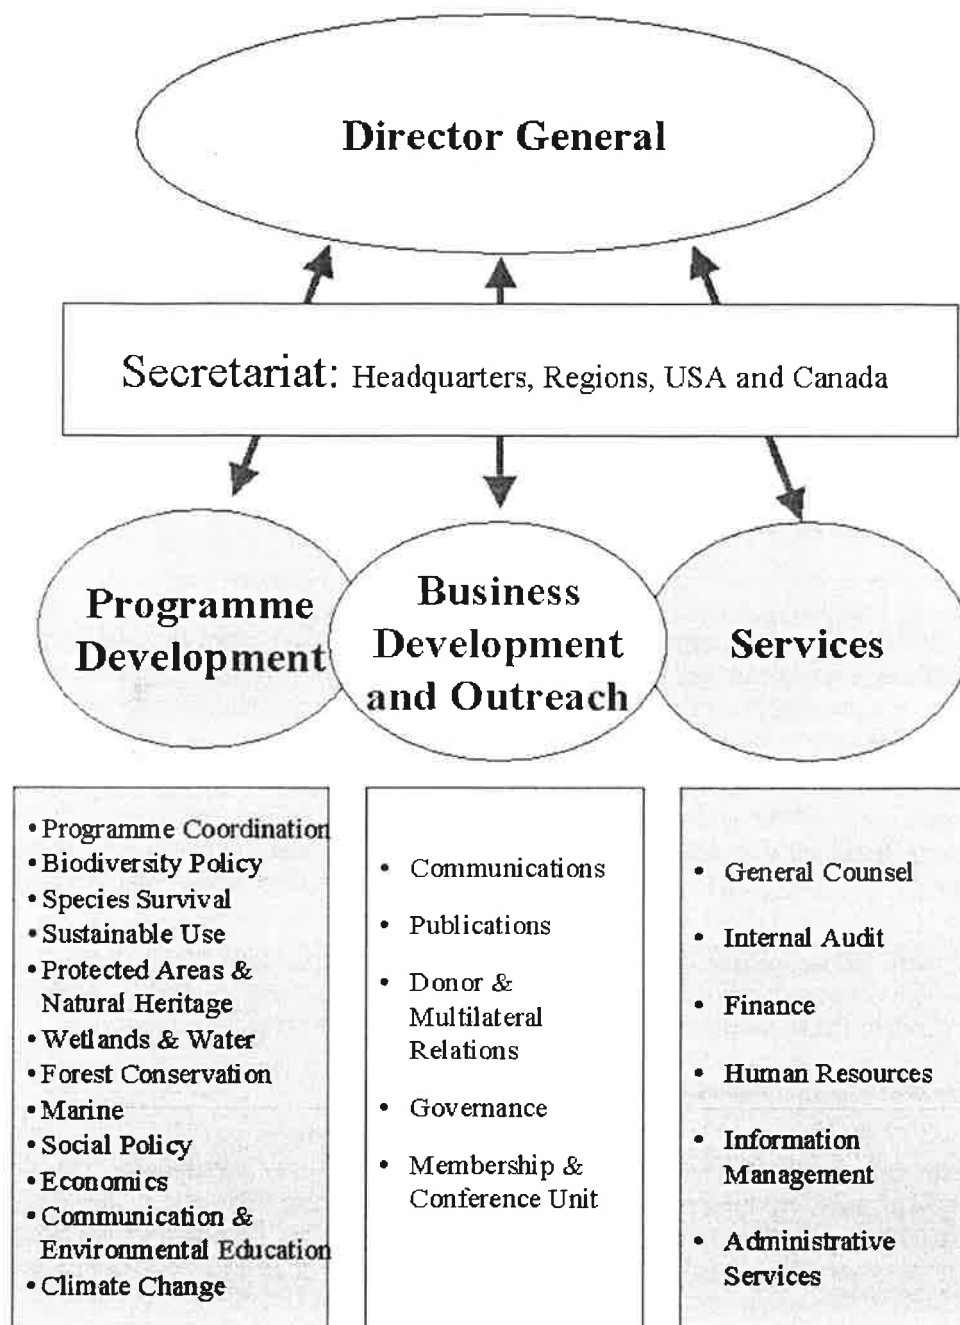 Director General
Secretariat: Headquarters, Regions, USA and Canada
Programme
Development
Business
Development
and Outreach
Services
• Programme Coordination
• Biodiversity Policy
• Species Survival
• Sustainable Use
• Protected Areas &
Natural Heritage
• Wetlands & Water
• Forest Conservation
• Marine
• Social Policy
• Economics
• Communication &
Environmental Education
• Climate Change
• Communications
• Publications
• Donor &
Multilateral
Relations
• Governance
• Membership &
Conference Unit
• General Counsel
• Internal Audit
• Finance
• Human Resources
• Information
Management
• Administrative
Services